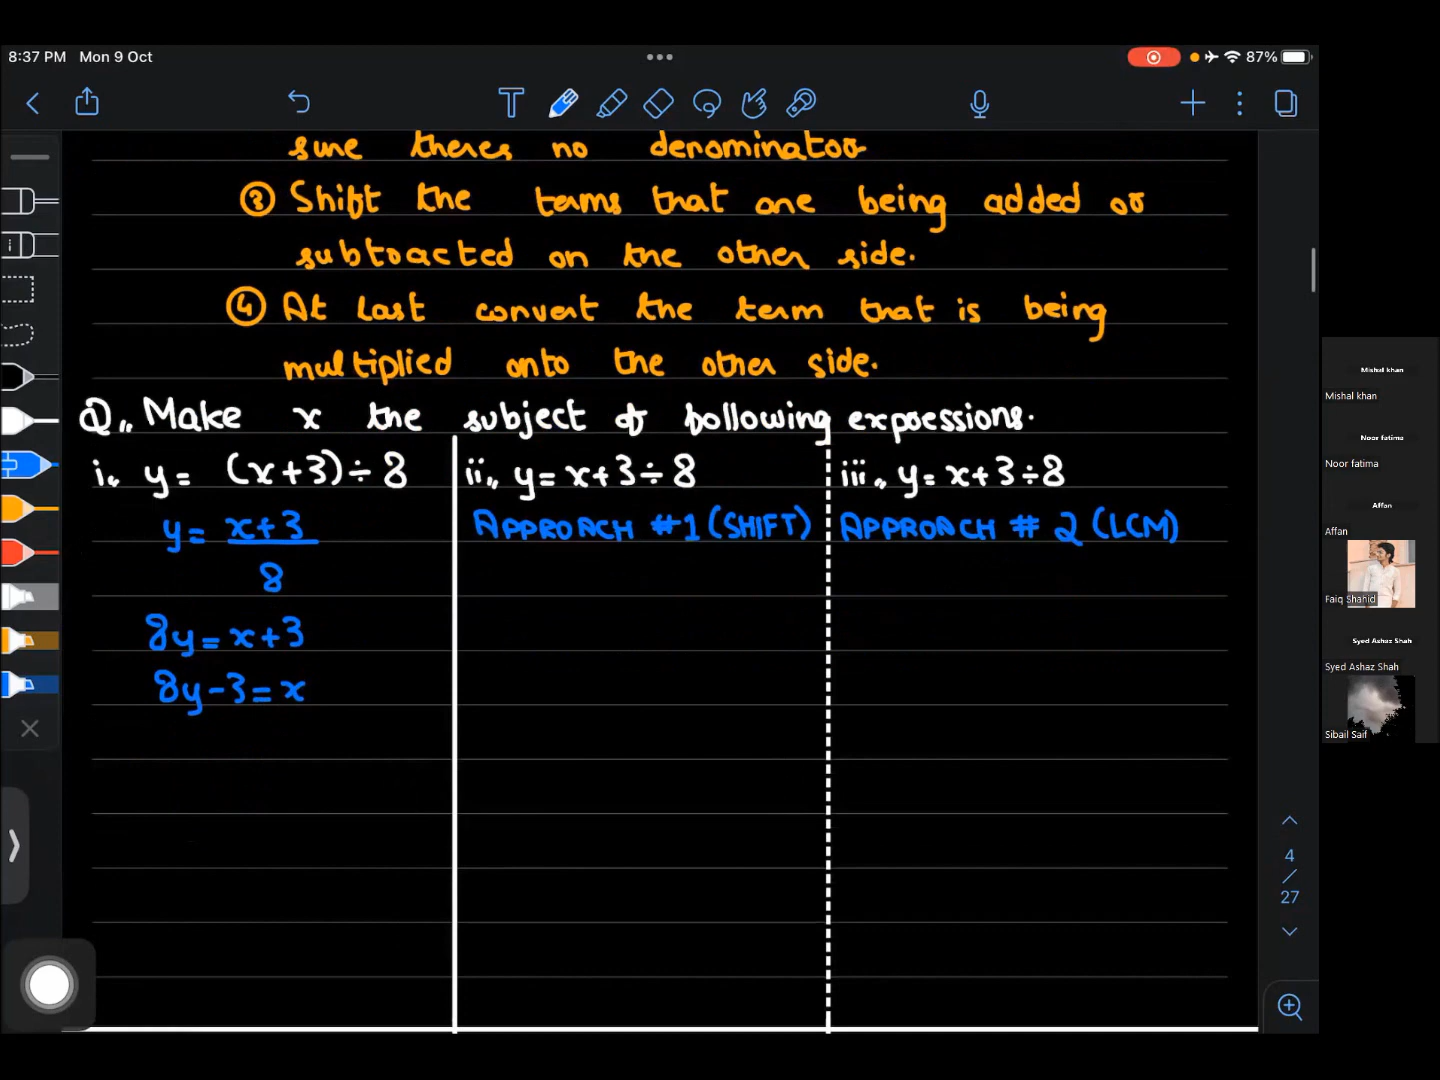 8:37 PM Mon 9 Oct
87%
sure theres no denominator
③ Shift the terms that are being added or
subtracted on the other side.
④ At last convert the term that is being
multiplied onto the other side.
Q,, Make x the subject of following expressions.
i,, y = (x+3) ÷ 8
y = x+3
8
8y = x+3
8y - 3 = x
ii,, y = x+3 ÷ 8
APPROACH #1 (SHIFT)
iii,, y = x+3 ÷ 8
APPROACH # 2 (LCM)
4
/
27
Mishal khan
Mishal khan
Noor fatima
Noor fatima
Affan
Affan
Faiq Shahid
Syed Ashaz Shah
Syed Ashaz Shah
Sibail Saif